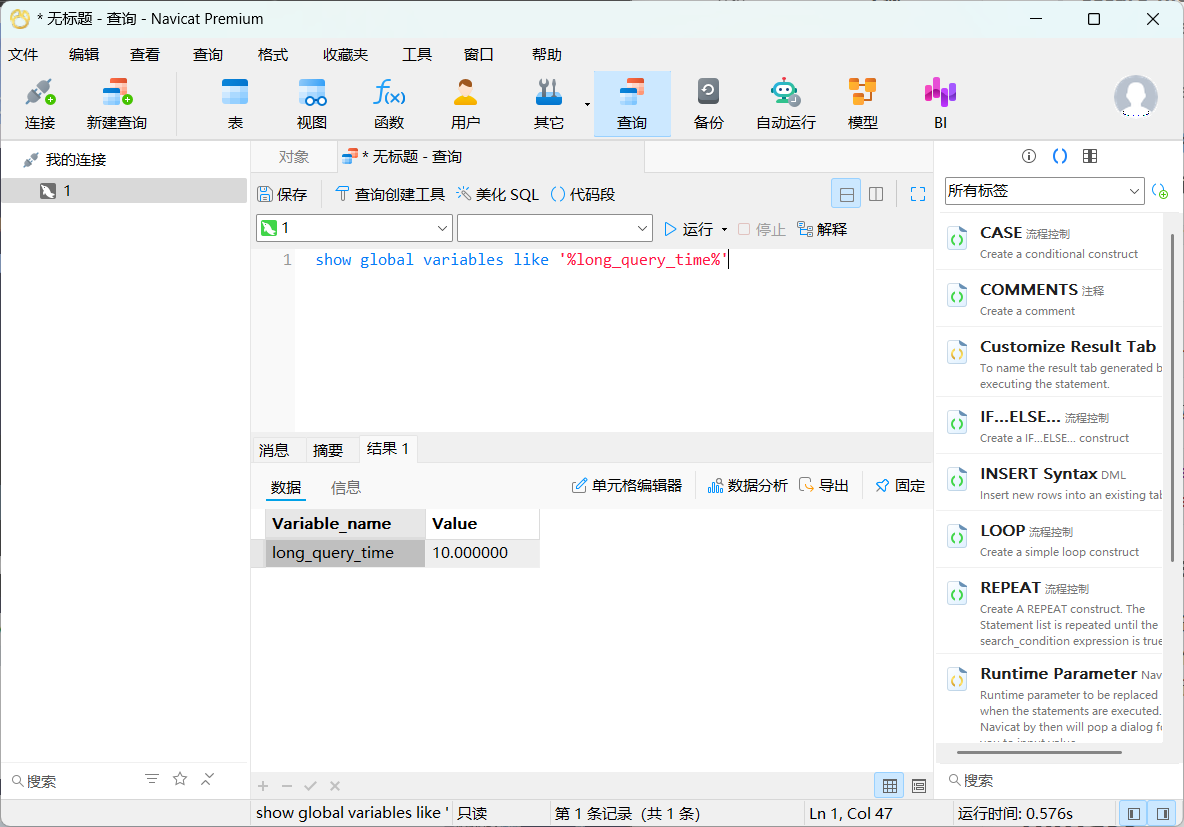 * 无标题 - 查询 - Navicat Premium
文件 编辑 查看 查询 格式 收藏夹 工具 窗口 帮助
连接 新建查询 表 视图 函数 用户 其它 查询 备份 自动运行 模型 BI
我的连接
1
对象 * 无标题 - 查询
保存 查询创建工具 美化 SQL 代码段
1 运行 停止 解释
1 show global variables like '%long_query_time%'
消息 摘要 结果 1
数据 信息 单元格编辑器 数据分析 导出 固定
Variable_name Value
long_query_time 10.000000
所有标签
CASE 流程控制
Create a conditional construct
COMMENTS 注释
Create a comment
Customize Result Tab
To name the result tab generated b
executing the statement.
IF...ELSE... 流程控制
Create a IF...ELSE... construct
INSERT Syntax DML
Insert new rows into an existing tab
LOOP 流程控制
Create a simple loop construct
REPEAT 流程控制
Create A REPEAT construct. The
Statement list is repeated until the
search_condition expression is true
Runtime Parameter Nav
Runtime parameter to be replaced
when the statements are executed.
Navicat by then will pop a dialog f
you to input value
搜索
搜索
show global variables like ' 只读 第 1 条记录 (共 1 条) Ln 1, Col 47 运行时间: 0.576s